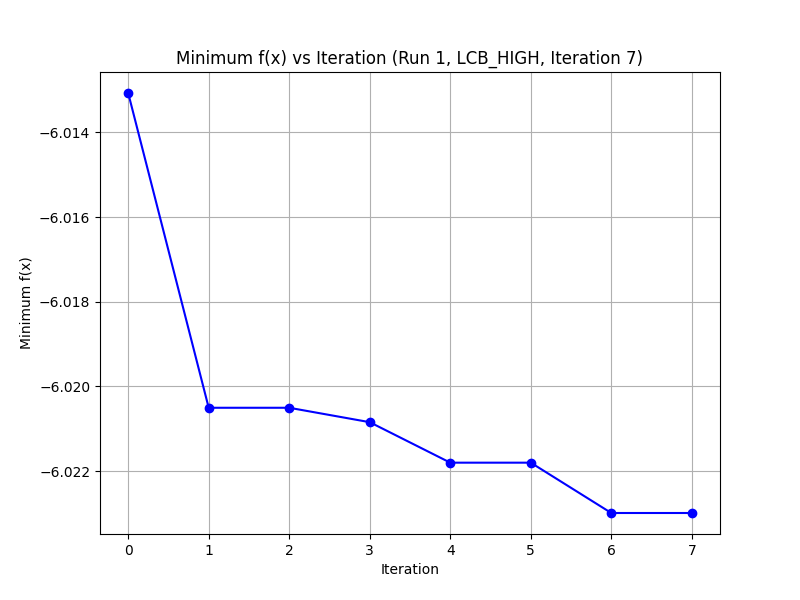 Minimum f(x) vs Iteration (Run 1, LCB_HIGH, Iteration 7)
Minimum f(x)
−6.014
−6.016
−6.018
−6.020
−6.022
0 1 2 3 4 5 6 7
Iteration